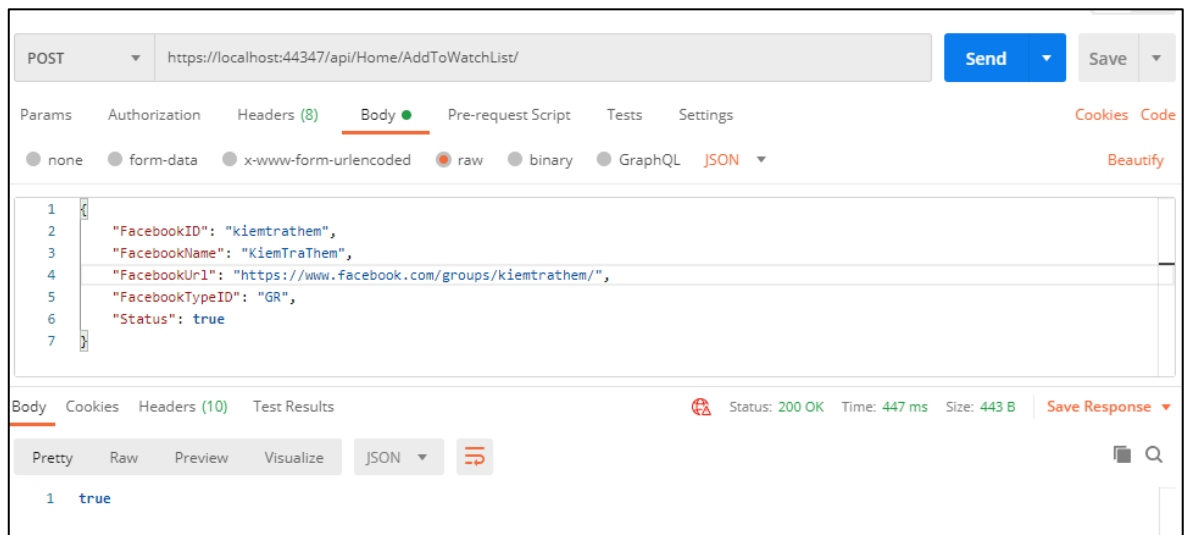 POST https://localhost:44347/api/Home/AddToWatchList/ Send Save
Params Authorization Headers (8) Body Pre-request Script Tests Settings Cookies Code
none form-data x-www-form-urlencoded raw binary GraphQL JSON Beautify
1 {
2 "FacebookID": "kiemtrathem",
3 "FacebookName": "KiemTraThem",
4 "FacebookUrl": "https://www.facebook.com/groups/kiemtrathem/",
5 "FacebookTypeID": "GR",
6 "Status": true
7 }
Body Cookies Headers (10) Test Results Status: 200 OK Time: 447 ms Size: 443 B Save Response
Pretty Raw Preview Visualize JSON
1 true